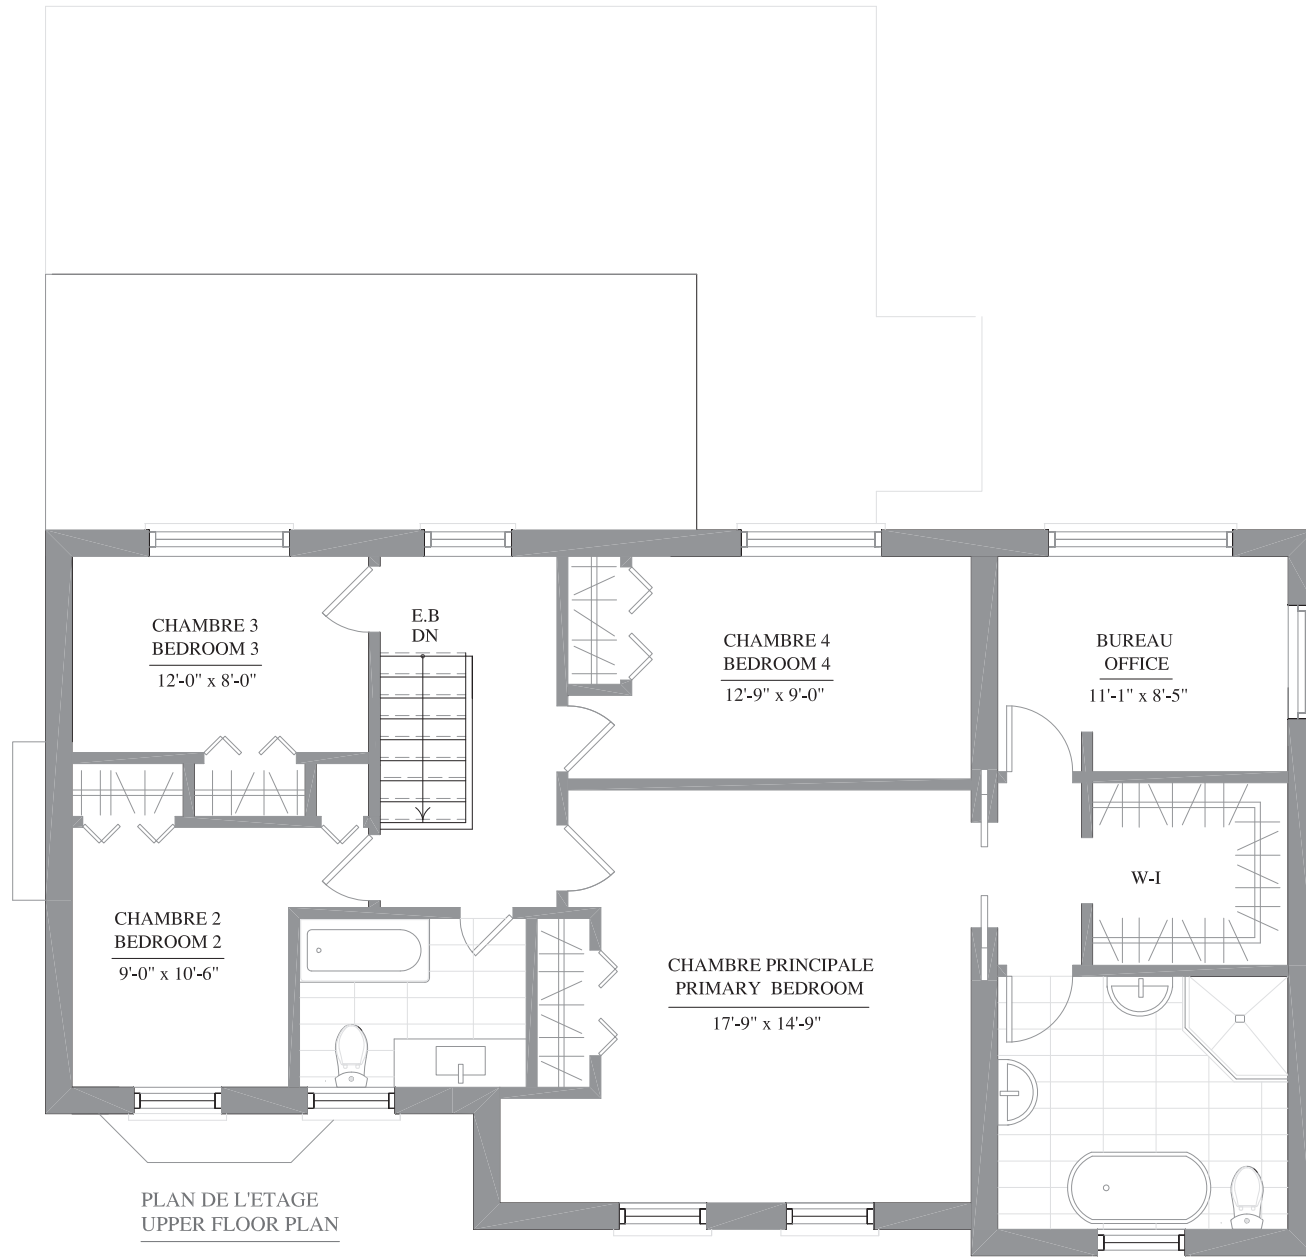 E.B
DN
CHAMBRE 3
BEDROOM 3
12'-0" x 8'-0"
CHAMBRE 4
BEDROOM 4
12'-9" x 9'-0"
BUREAU
OFFICE
11'-1" x 8'-5"
W-I
CHAMBRE 2
BEDROOM 2
9'-0" x 10'-6"
CHAMBRE PRINCIPALE
PRIMARY BEDROOM
17'-9" x 14'-9"
PLAN DE L'ETAGE
UPPER FLOOR PLAN